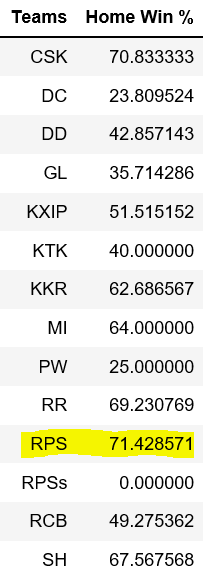 Teams Home Win %
CSK 70.833333
DC 23.809524
DD 42.857143
GL 35.714286
KXIP 51.515152
KTK 40.000000
KKR 62.686567
MI 64.000000
PW 25.000000
RR 69.230769
RPS 71.428571
RPSs 0.000000
RCB 49.275362
SH 67.567568